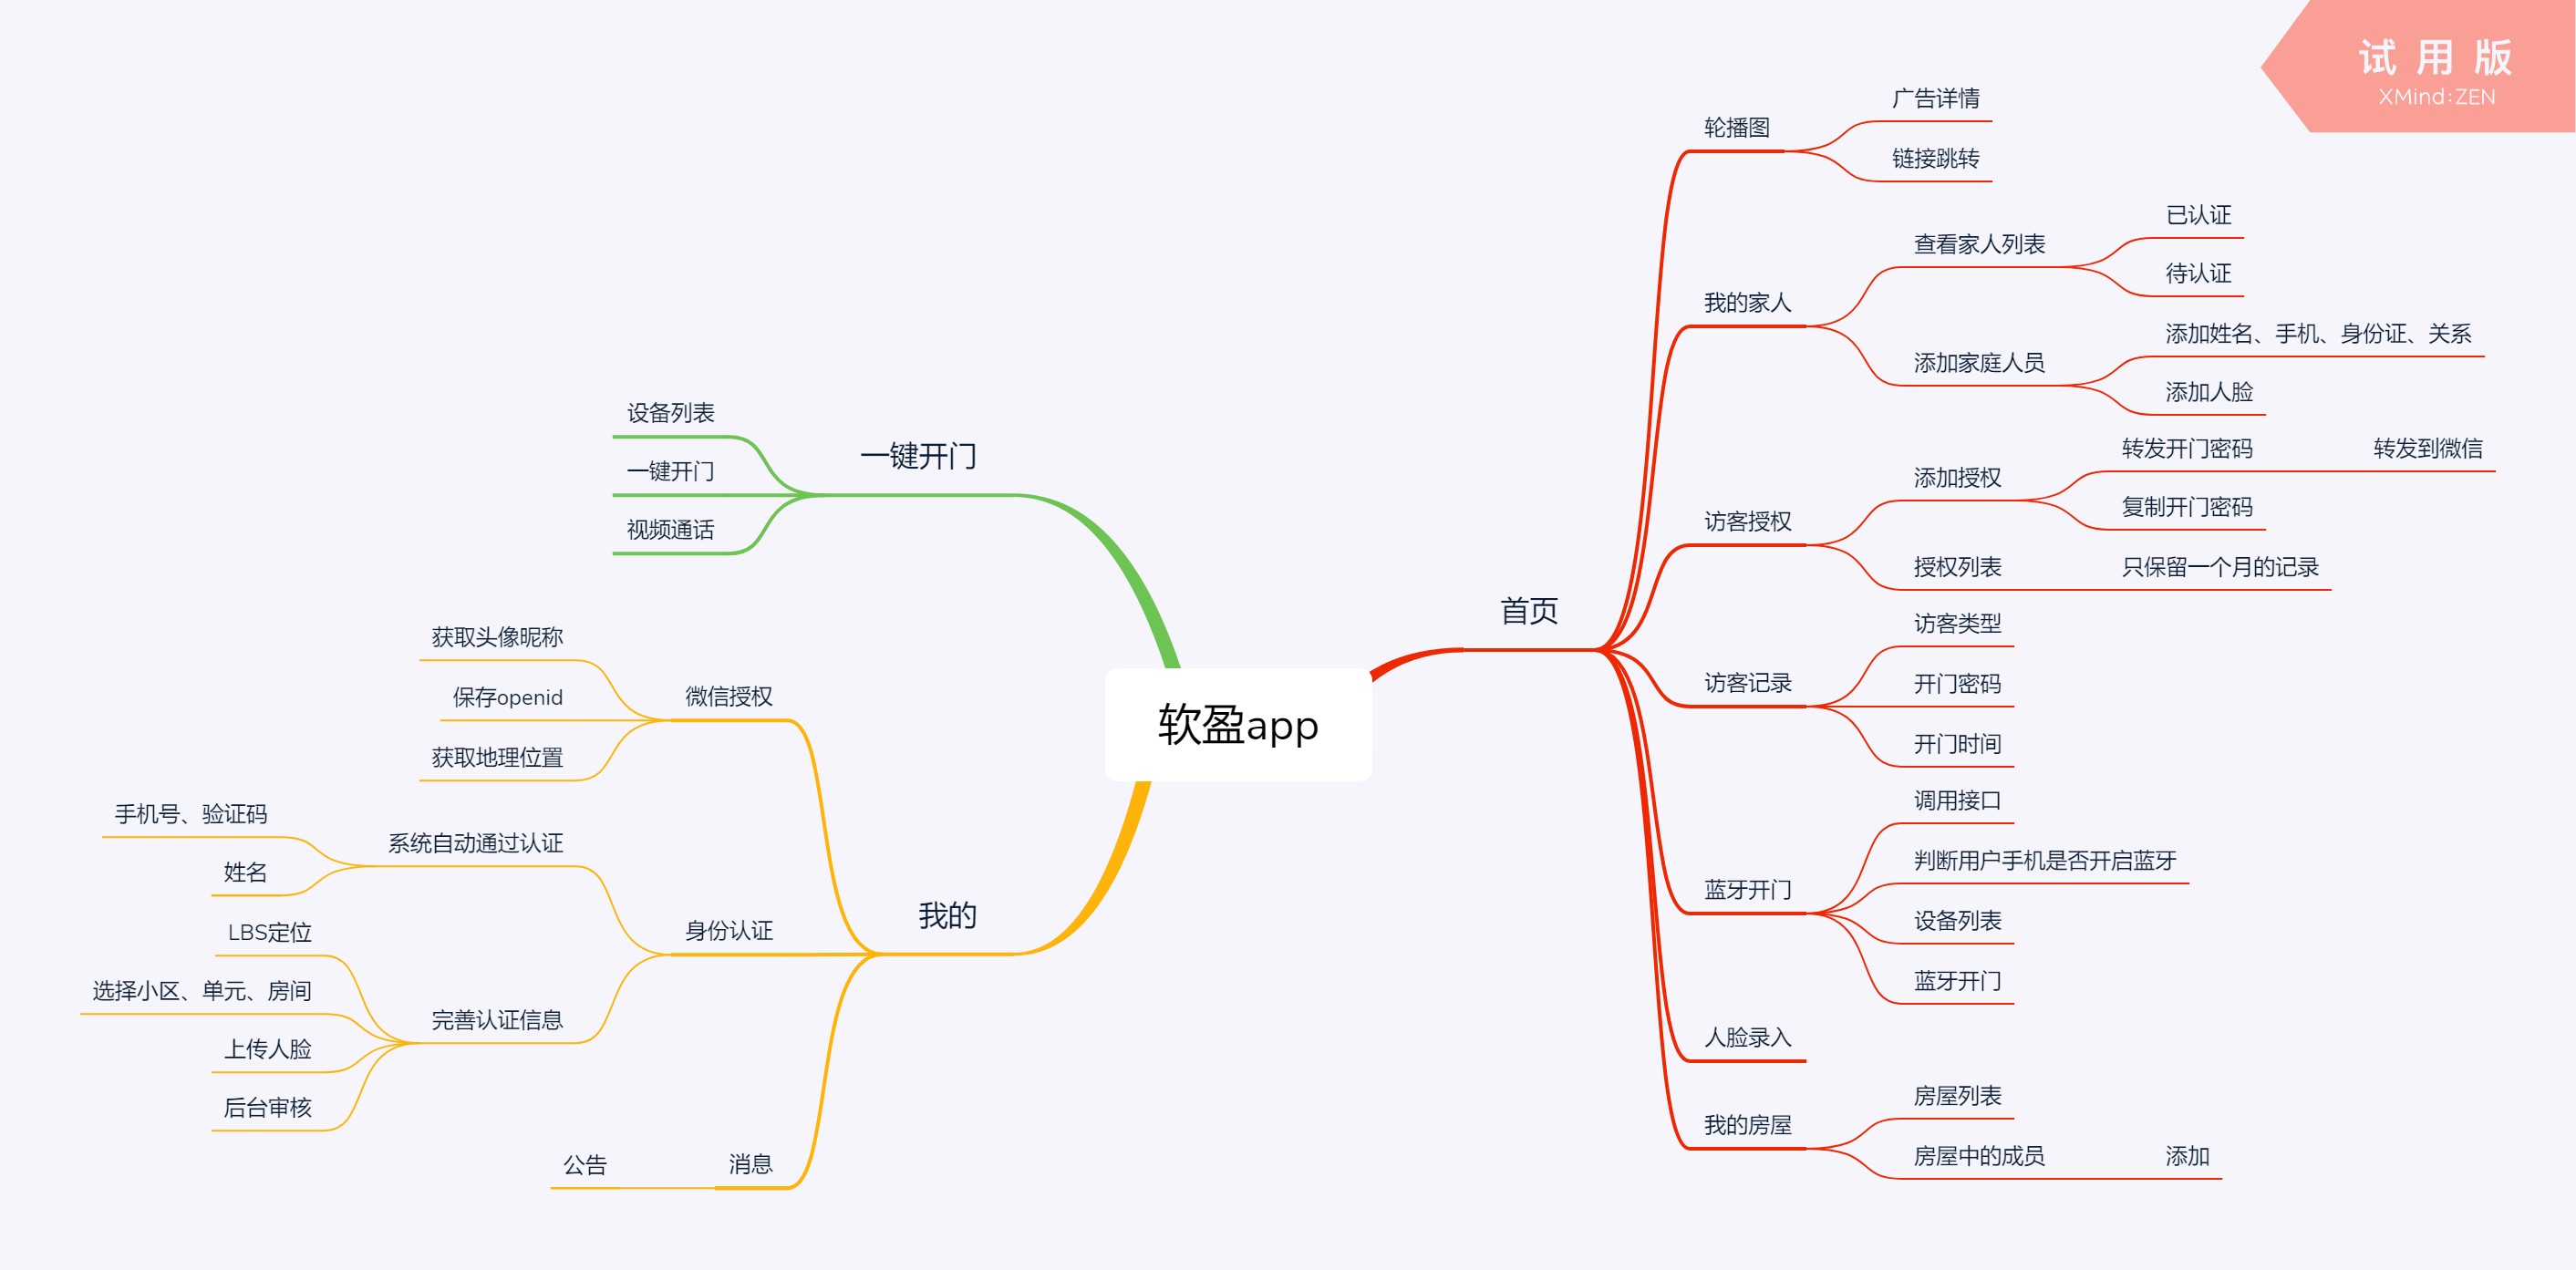 试用版
XMind:ZEN
软盈app
首页
轮播图
广告详情
链接跳转
我的家人
查看家人列表
已认证
待认证
添加家庭人员
添加姓名、手机、身份证、关系
添加人脸
访客授权
添加授权
转发开门密码
转发到微信
复制开门密码
授权列表
只保留一个月的记录
访客记录
访客类型
开门密码
开门时间
蓝牙开门
调用接口
判断用户手机是否开启蓝牙
设备列表
蓝牙开门
人脸录入
我的房屋
房屋列表
房屋中的成员
添加
一键开门
设备列表
一键开门
视频通话
我的
微信授权
获取头像昵称
保存openid
获取地理位置
身份认证
系统自动通过认证
手机号、验证码
姓名
完善认证信息
LBS定位
选择小区、单元、房间
上传人脸
后台审核
消息
公告